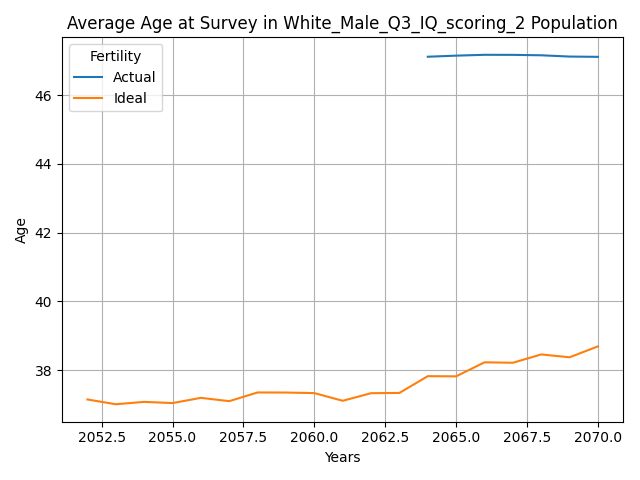 Average Age at Survey in White_Male_Q3_IQ_scoring_2 Population
Fertility
Actual
Ideal
46
44
42
40
38
Age
2052.5 2055.0 2057.5 2060.0 2062.5 2065.0 2067.5 2070.0
Years